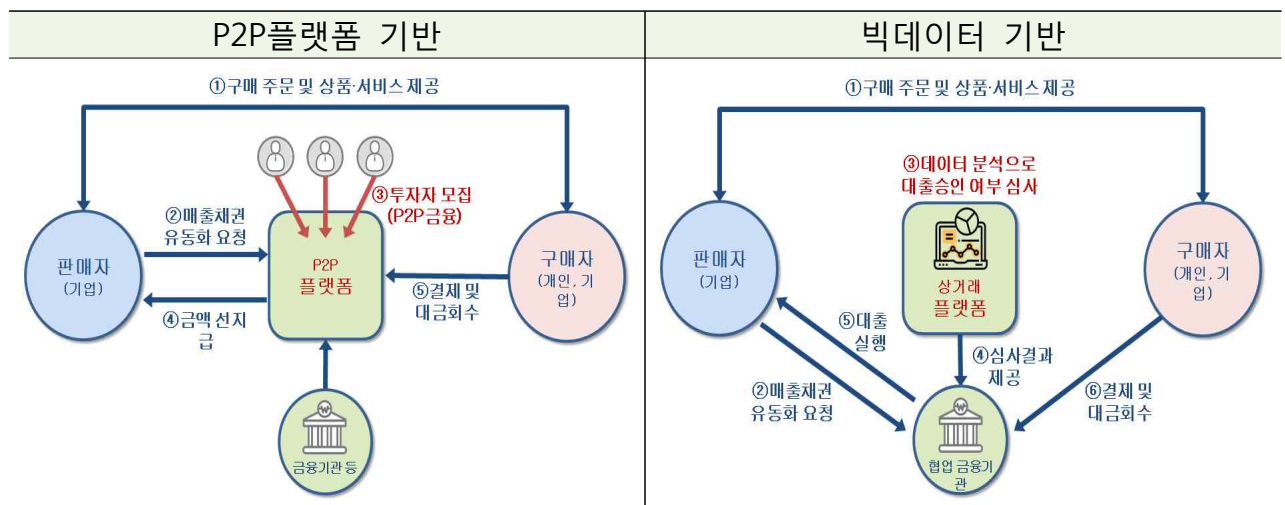 P2P플랫폼 기반
①구매 주문 및 상품·서비스 제공
③투자자 모집
(P2P금융)
②매출채권
유동화 요청
판매자
(기업)
P2P
플랫폼
구매자
(개인, 기
업)
④금액 선지
급
⑤결제 및
대금회수
금융기관 등
빅데이터 기반
①구매 주문 및 상품·서비스 제공
③데이터 분석으로
대출승인 여부 심사
판매자
(기업)
상거래
플랫폼
구매자
(개인, 기
업)
⑤대출
실행
④심사결과
제공
②매출채권
유동화 요청
⑥결제 및
대금회수
협업 금융기
관